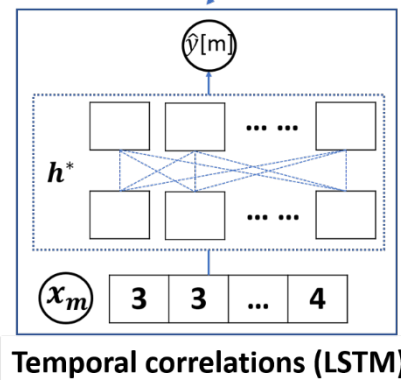 ŷ[m]
... ...
h*
... ...
x_m 3 3 ... 4
Temporal correlations (LSTM)